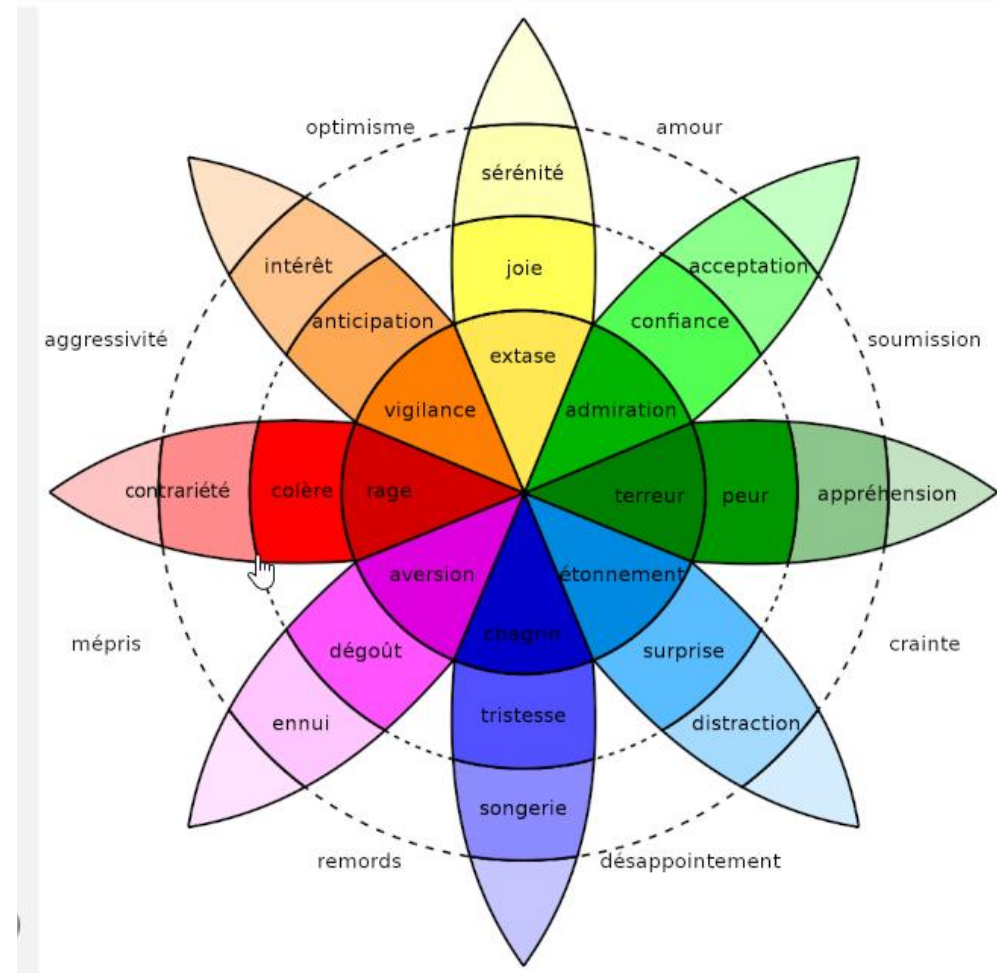 optimisme
amour
sérénité
intérêt
joie
acceptation
anticipation
confiance
aggressivité
soumission
extase
vigilance
admiration
contrariété
colère
rage
terreur
peur
appréhension
aversion
étonnement
chagrin
mépris
dégoût
surprise
crainte
ennui
tristesse
distraction
songerie
remords
désappointement